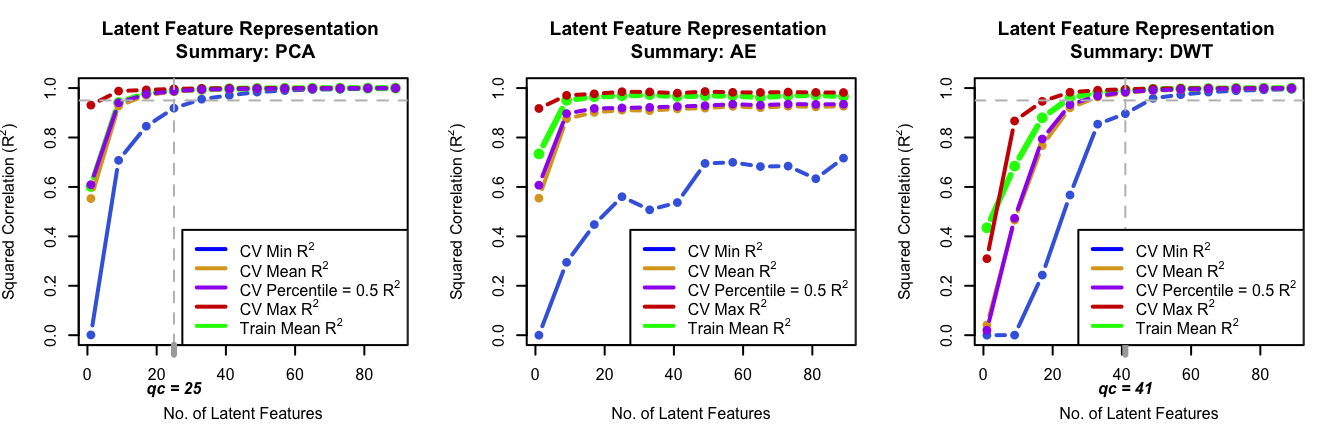 Latent Feature Representation
Summary: PCA
Squared Correlation (R²)
1.0
0.8
0.6
0.4
0.2
0.0
CV Min R²
CV Mean R²
CV Percentile = 0.5 R²
CV Max R²
Train Mean R²
0 20 40 60 80
qc = 25
No. of Latent Features
Latent Feature Representation
Summary: AE
Squared Correlation (R²)
1.0
0.8
0.6
0.4
0.2
0.0
CV Min R²
CV Mean R²
CV Percentile = 0.5 R²
CV Max R²
Train Mean R²
0 20 40 60 80
No. of Latent Features
Latent Feature Representation
Summary: DWT
Squared Correlation (R²)
1.0
0.8
0.6
0.4
0.2
0.0
CV Min R²
CV Mean R²
CV Percentile = 0.5 R²
CV Max R²
Train Mean R²
0 20 40 60 80
qc = 41
No. of Latent Features